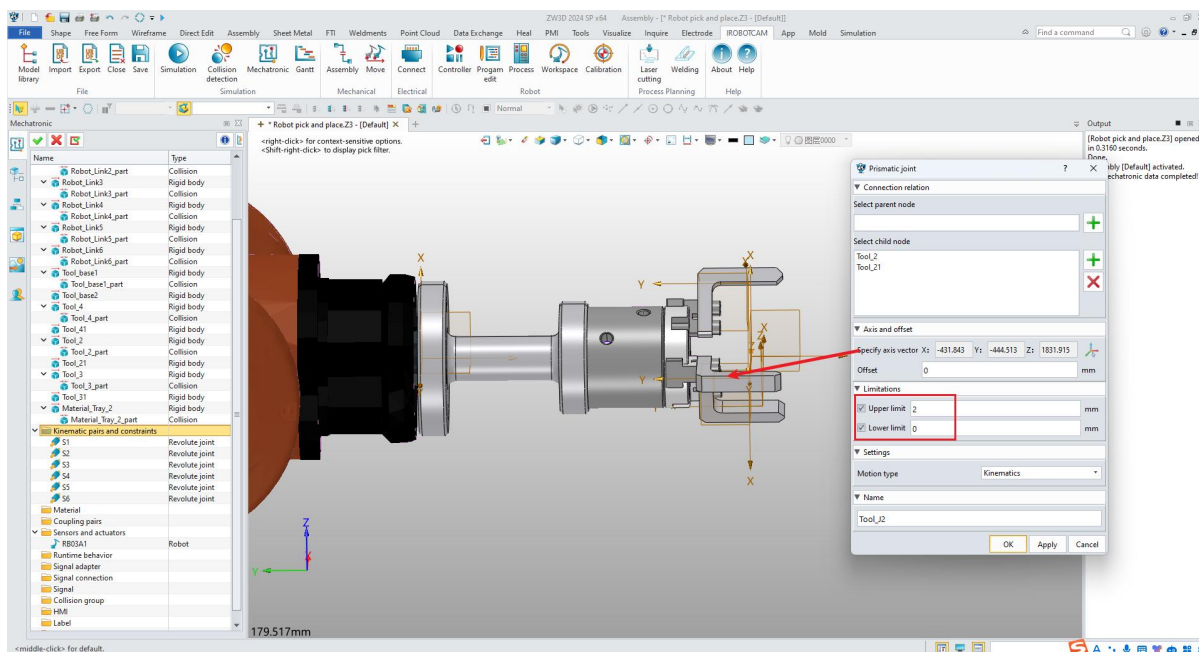 ZW3D 2024 SP x64 Assembly - [* Robot pick and place.Z3 - [Default]]
File Shape Free Form Wireframe Direct Edit Assembly Sheet Metal FTI Weldments Point Cloud Data Exchange Heal PMI Tools Visualize Inquire Electrode IROBOTCAM App Mold Simulation Find a command
Model library Import Export Close Save Simulation Collision detection Mechatronic Gantt Assembly Move Connect Controller Progam edit Process Workspace Calibration Laser cutting Welding About Help
File Simulation Mechanical Electrical Robot Process Planning Help
Normal
Mechatronic
* Robot pick and place.Z3 - [Default]
<right-click> for context-sensitive options.
<Shift-right-click> to display pick filter.
图层0000
Name Type
Robot_Link2_part Collision
Robot_Link3 Rigid body
Robot_Link3_part Collision
Robot_Link4 Rigid body
Robot_Link4_part Collision
Robot_Link5 Rigid body
Robot_Link5_part Collision
Robot_Link6 Rigid body
Robot_Link6_part Collision
Tool_base1 Rigid body
Tool_base1_part Collision
Tool_base2 Rigid body
Tool_4 Rigid body
Tool_4_part Collision
Tool_41 Rigid body
Tool_2 Rigid body
Tool_2_part Collision
Tool_21 Rigid body
Tool_3 Rigid body
Tool_3_part Collision
Tool_31 Rigid body
Material_Tray_2 Rigid body
Material_Tray_2_part Collision
Kinematic pairs and constraints
S1 Revolute joint
S2 Revolute joint
S3 Revolute joint
S4 Revolute joint
S5 Revolute joint
S6 Revolute joint
Material
Coupling pairs
Sensors and actuators
RB03A1 Robot
Runtime behavior
Signal adapter
Signal connection
Signal
Collision group
HMI
Label
X
X
Y
X
Z
Y
X
Z
X
Y
179.517mm
Prismatic joint ?
Connection relation
Select parent node
Select child node
Tool_2
Tool_21
Axis and offset
Specify axis vector X: -431.843 Y: -444.513 Z: 1831.915
Offset 0 mm
Limitations
Upper limit 2 mm
Lower limit 0 mm
Settings
Motion type Kinematics
Name
Tool_J2
OK Apply Cancel
Output
[Robot pick and place.Z3] opened
in 0.3160 seconds.
Done.
bly [Default] activated.
echatronic data completed!
<middle-click> for default.